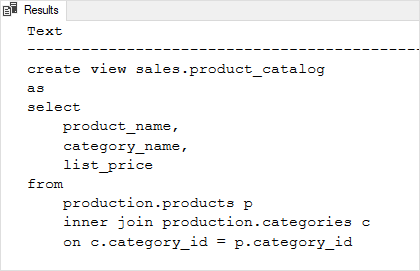 Results
Text
--------------------------------------------
create view sales.product_catalog
as
select
    product_name,
    category_name,
    list_price
from
    production.products p
    inner join production.categories c
    on c.category_id = p.category_id